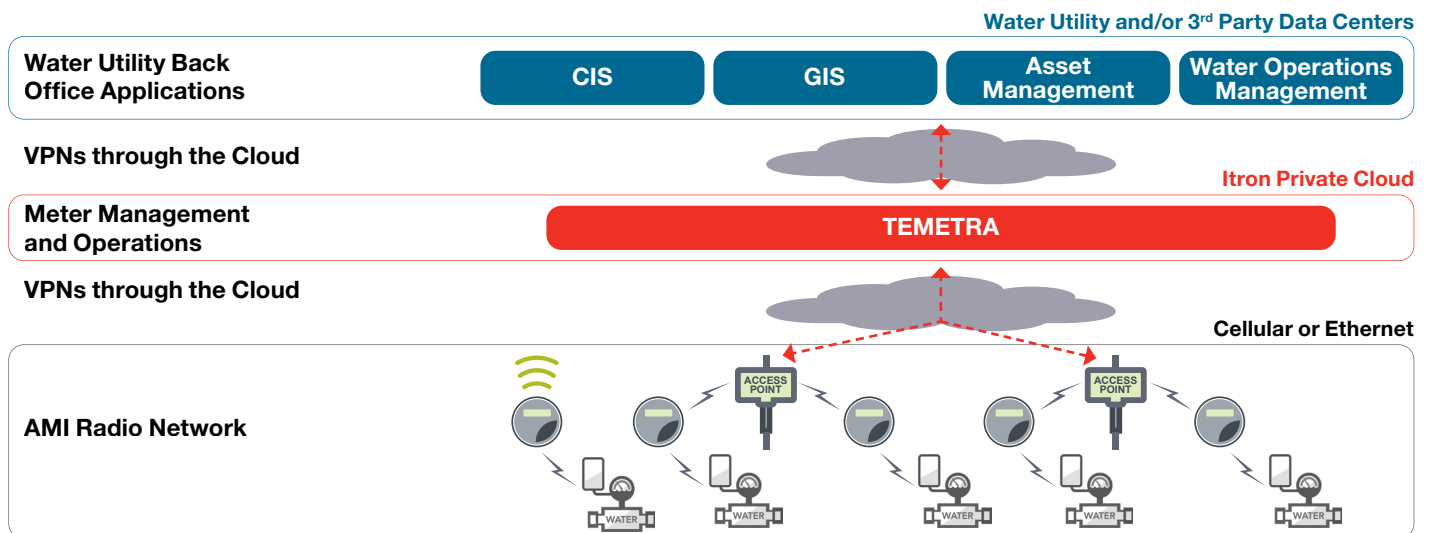 Water Utility and/or 3rd Party Data Centers
Water Utility Back
Office Applications
CIS
GIS
Asset
Management
Water Operations
Management
VPNs through the Cloud
Itron Private Cloud
Meter Management
and Operations
TEMETRA
VPNs through the Cloud
Cellular or Ethernet
AMI Radio Network
ACCESS
POINT
ACCESS
POINT
WATER
WATER
WATER
WATER
WATER